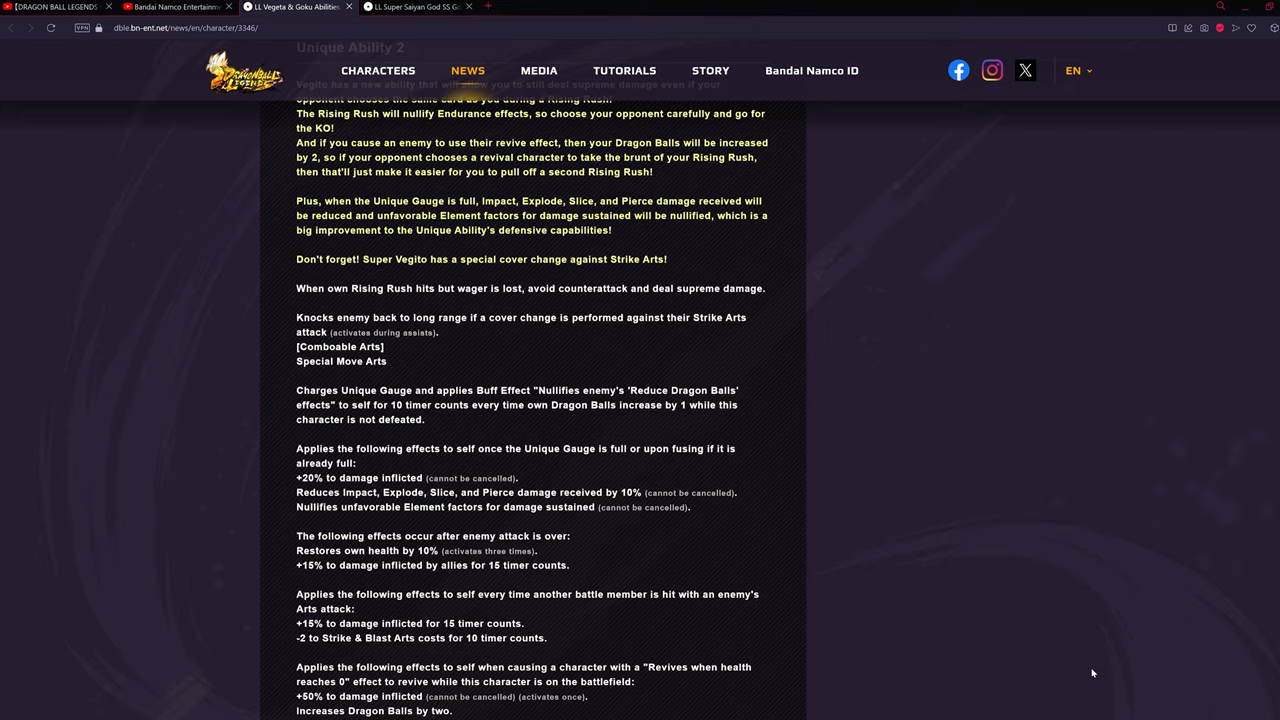 【DRAGON BALL LEGENDS
Bandai Namco Entertainm
LL Vegeta & Goku Abilities
LL Super Saiyan God SS Go
VPN
dble.bn-ent.net/news/en/character/3346/
Unique Ability 2
DRAGONBALL LEGENDS
CHARACTERS
NEWS
MEDIA
TUTORIALS
STORY
Bandai Namco ID
EN
Vegito has a new ability that will allow you to still deal supreme damage even if your
opponent chooses the same card as you during a Rising Rush!
The Rising Rush will nullify Endurance effects, so choose your opponent carefully and go for
the KO!
And if you cause an enemy to use their revive effect, then your Dragon Balls will be increased
by 2, so if your opponent chooses a revival character to take the brunt of your Rising Rush,
then that'll just make it easier for you to pull off a second Rising Rush!
Plus, when the Unique Gauge is full, Impact, Explode, Slice, and Pierce damage received will
be reduced and unfavorable Element factors for damage sustained will be nullified, which is a
big improvement to the Unique Ability's defensive capabilities!
Don't forget! Super Vegito has a special cover change against Strike Arts!
When own Rising Rush hits but wager is lost, avoid counterattack and deal supreme damage.
Knocks enemy back to long range if a cover change is performed against their Strike Arts
attack (activates during assists).
[Comboable Arts]
Special Move Arts
Charges Unique Gauge and applies Buff Effect "Nullifies enemy's 'Reduce Dragon Balls'
effects" to self for 10 timer counts every time own Dragon Balls increase by 1 while this
character is not defeated.
Applies the following effects to self once the Unique Gauge is full or upon fusing if it is
already full:
+20% to damage inflicted (cannot be cancelled).
Reduces Impact, Explode, Slice, and Pierce damage received by 10% (cannot be cancelled).
Nullifies unfavorable Element factors for damage sustained (cannot be cancelled).
The following effects occur after enemy attack is over:
Restores own health by 10% (activates three times).
+15% to damage inflicted by allies for 15 timer counts.
Applies the following effects to self every time another battle member is hit with an enemy's
Arts attack:
+15% to damage inflicted for 15 timer counts.
-2 to Strike & Blast Arts costs for 10 timer counts.
Applies the following effects to self when causing a character with a "Revives when health
reaches 0" effect to revive while this character is on the battlefield:
+50% to damage inflicted (cannot be cancelled) (activates once).
Increases Dragon Balls by two.